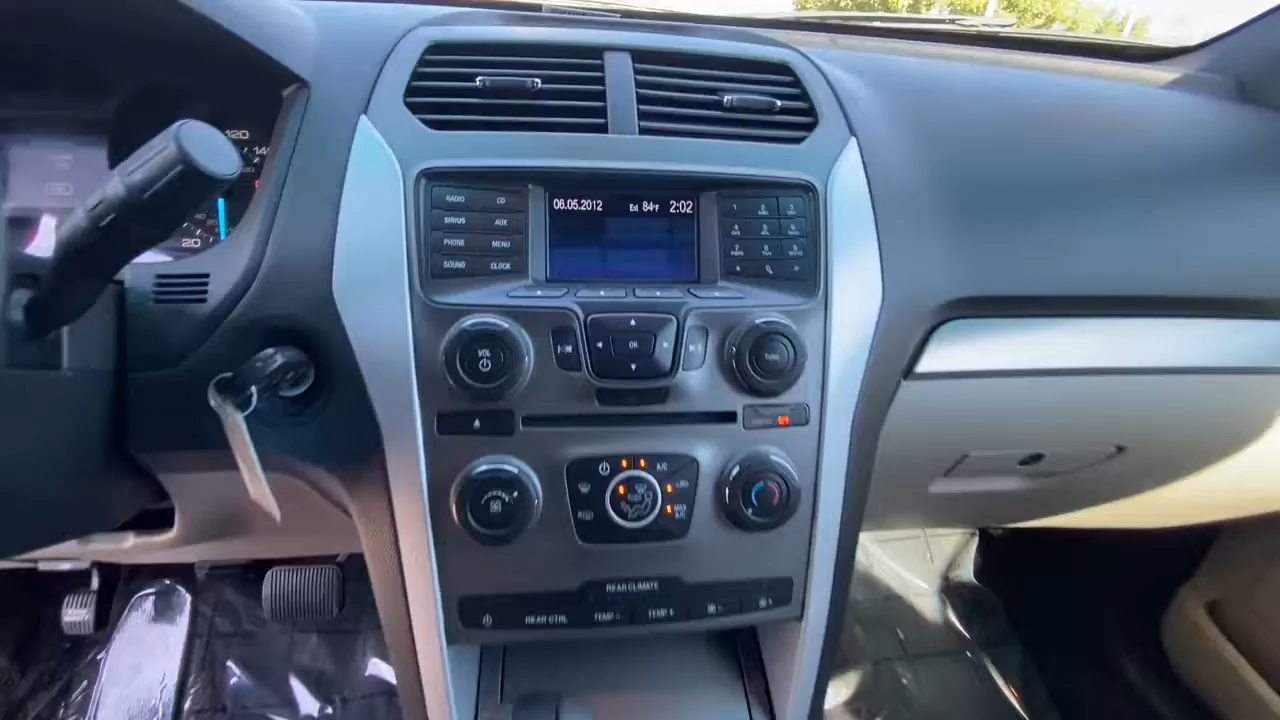 120
140
20
RADIO CD
SIRIUS AUX
PHONE MENU
SOUND CLOCK
06.05.2012 Ext 84°F 2:02
1 2 3
4 5 6
7 8 9
VOL
OK
TUNE
A/C
MAX
A/C
REAR CLIMATE
REAR CTRL TEMP - TEMP +